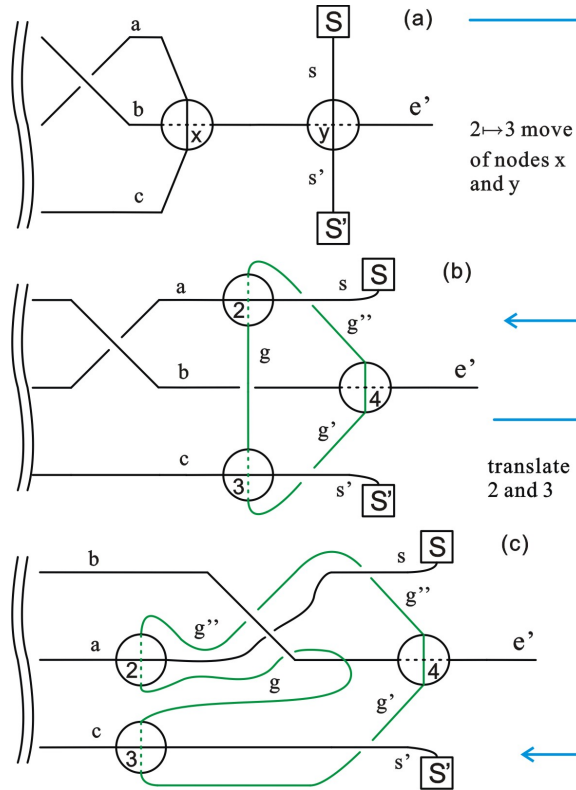 S (a)
a
s
b x y e'
2↦3 move
of nodes x
and y
c s'
S'
(b)
a 2 s S
g g''
b 4 e'
g'
c 3 s' S'
translate
2 and 3
(c)
b s S
g'' g''
a 2 4 e'
g g'
c 3 s' S'